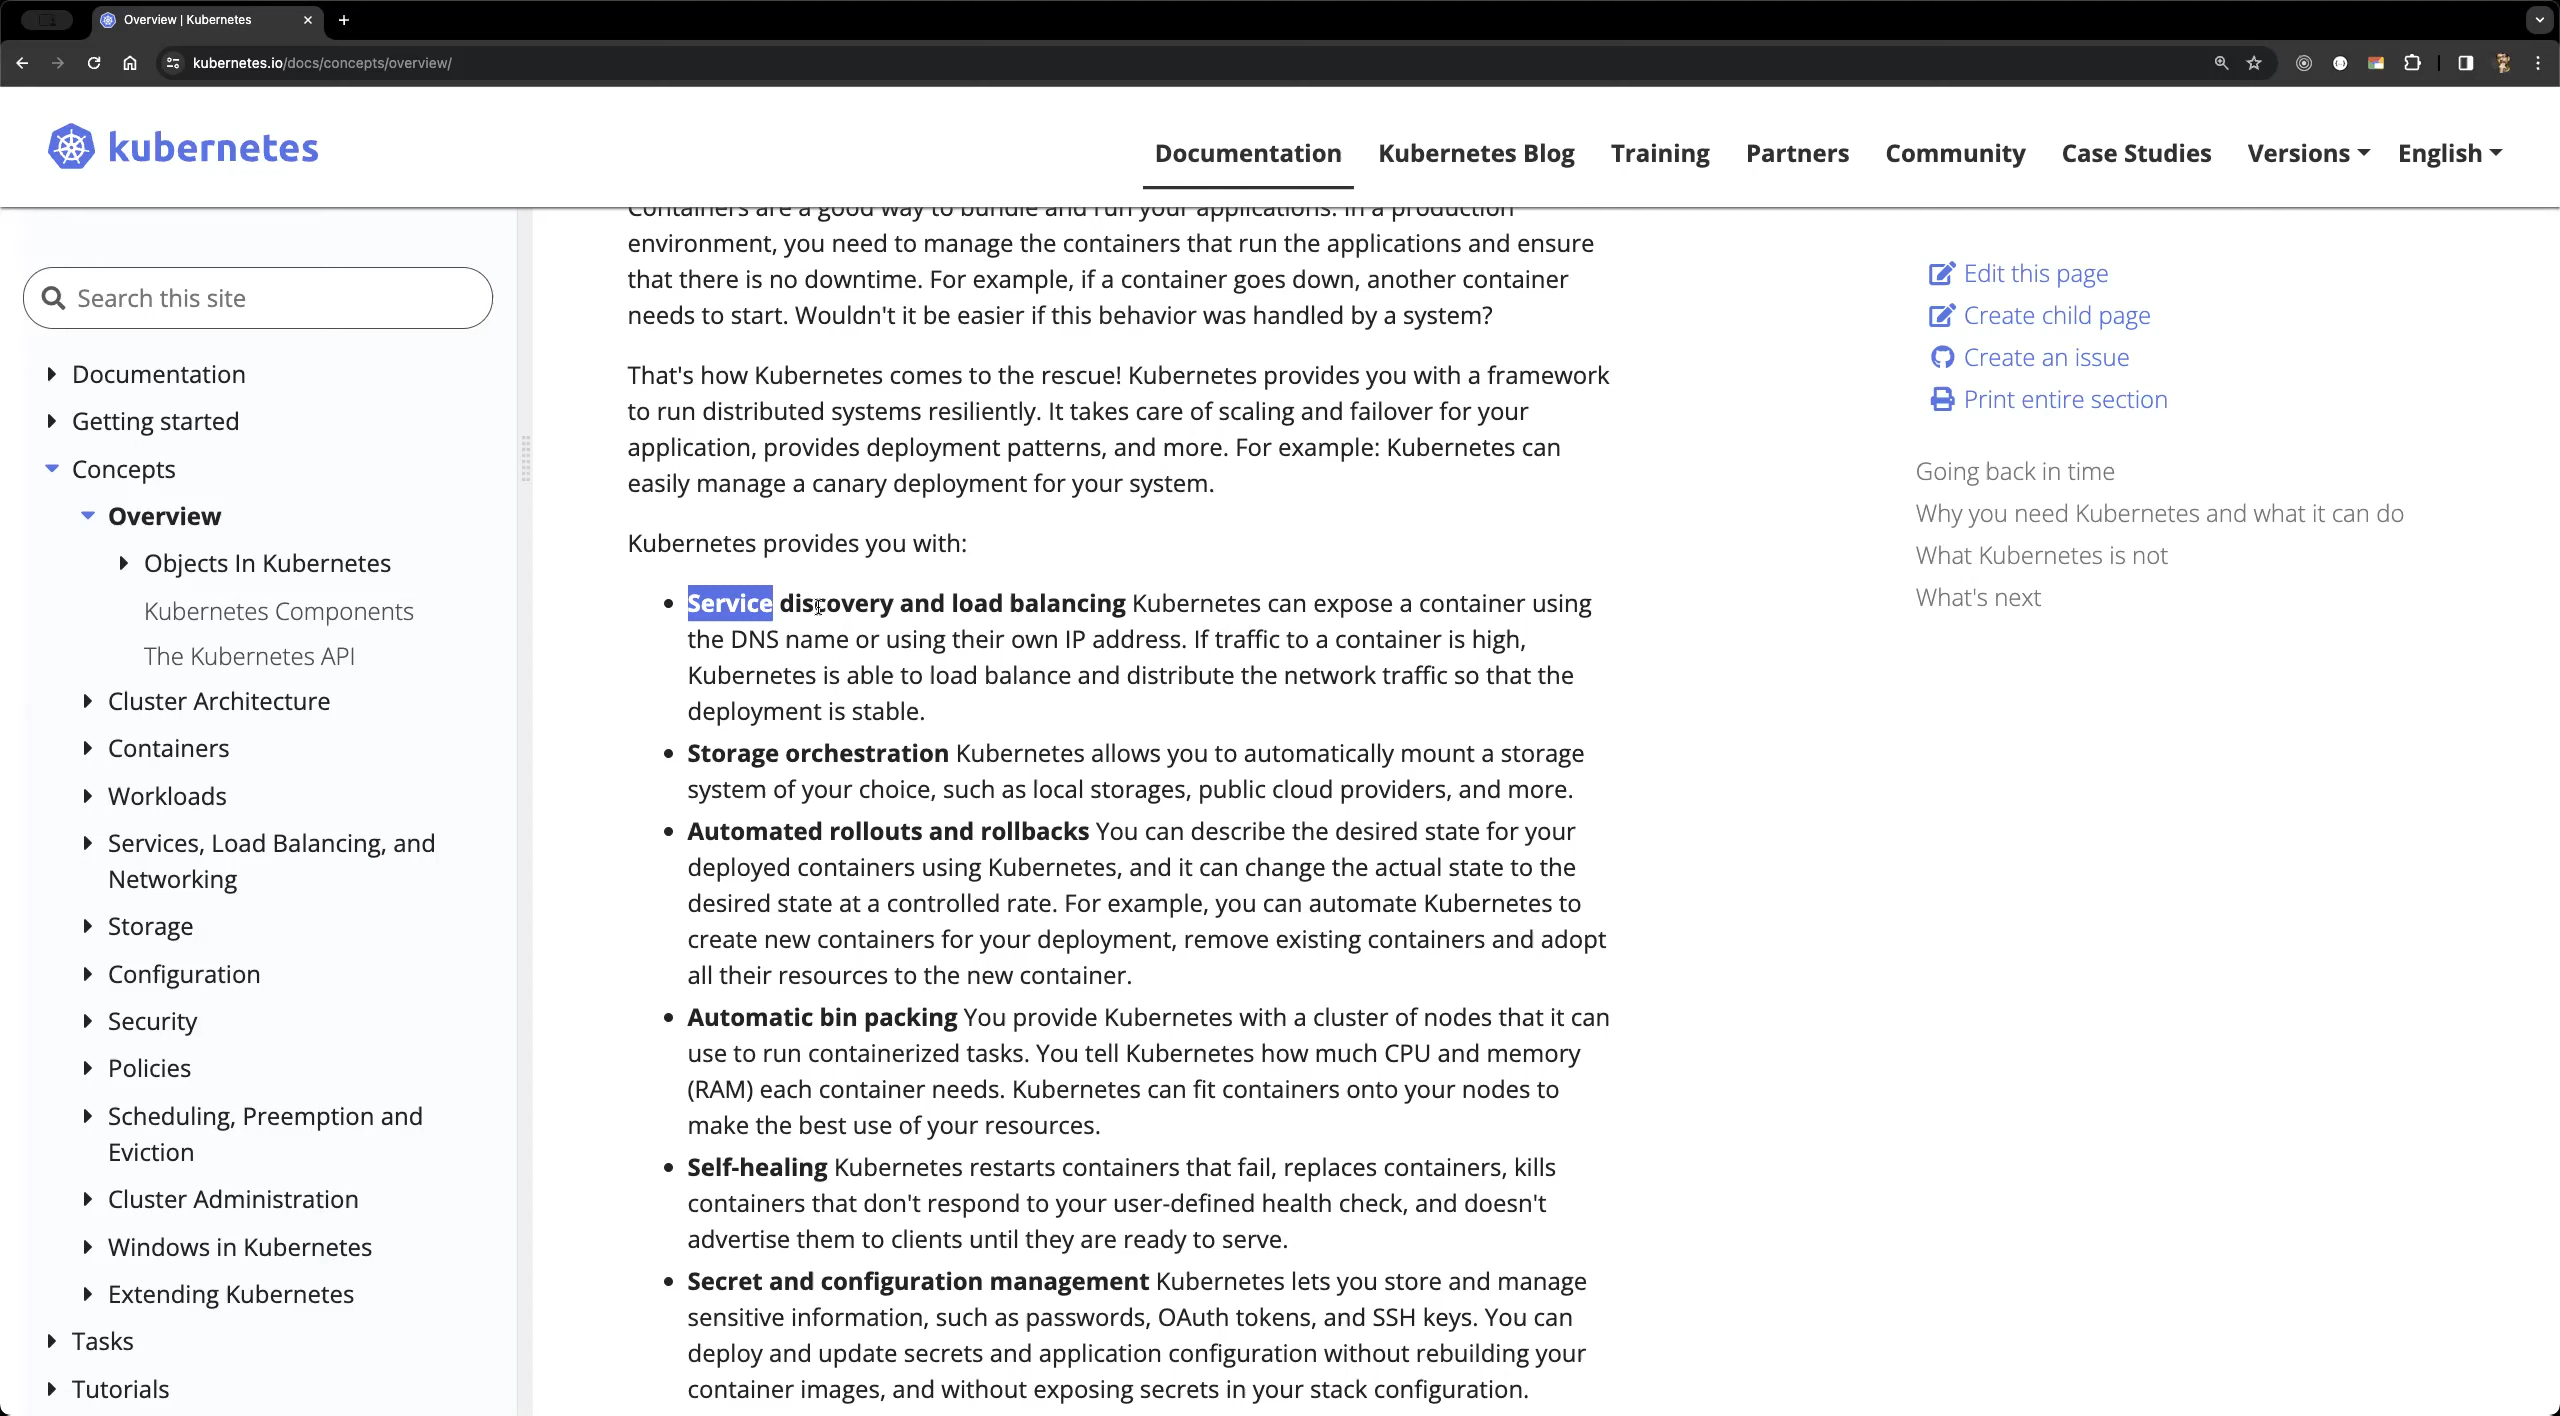 Overview | Kubernetes
kubernetes.io/docs/concepts/overview/
kubernetes
Documentation
Kubernetes Blog
Training
Partners
Community
Case Studies
Versions
English
Search this site
Documentation
Getting started
Concepts
Overview
Objects In Kubernetes
Kubernetes Components
The Kubernetes API
Cluster Architecture
Containers
Workloads
Services, Load Balancing, and
Networking
Storage
Configuration
Security
Policies
Scheduling, Preemption and
Eviction
Cluster Administration
Windows in Kubernetes
Extending Kubernetes
Tasks
Tutorials
Containers are a good way to bundle and run your applications. In a production
environment, you need to manage the containers that run the applications and ensure
that there is no downtime. For example, if a container goes down, another container
needs to start. Wouldn't it be easier if this behavior was handled by a system?
That's how Kubernetes comes to the rescue! Kubernetes provides you with a framework
to run distributed systems resiliently. It takes care of scaling and failover for your
application, provides deployment patterns, and more. For example: Kubernetes can
easily manage a canary deployment for your system.
Kubernetes provides you with:
Service discovery and load balancing Kubernetes can expose a container using
the DNS name or using their own IP address. If traffic to a container is high,
Kubernetes is able to load balance and distribute the network traffic so that the
deployment is stable.
Storage orchestration Kubernetes allows you to automatically mount a storage
system of your choice, such as local storages, public cloud providers, and more.
Automated rollouts and rollbacks You can describe the desired state for your
deployed containers using Kubernetes, and it can change the actual state to the
desired state at a controlled rate. For example, you can automate Kubernetes to
create new containers for your deployment, remove existing containers and adopt
all their resources to the new container.
Automatic bin packing You provide Kubernetes with a cluster of nodes that it can
use to run containerized tasks. You tell Kubernetes how much CPU and memory
(RAM) each container needs. Kubernetes can fit containers onto your nodes to
make the best use of your resources.
Self-healing Kubernetes restarts containers that fail, replaces containers, kills
containers that don't respond to your user-defined health check, and doesn't
advertise them to clients until they are ready to serve.
Secret and configuration management Kubernetes lets you store and manage
sensitive information, such as passwords, OAuth tokens, and SSH keys. You can
deploy and update secrets and application configuration without rebuilding your
container images, and without exposing secrets in your stack configuration.
Edit this page
Create child page
Create an issue
Print entire section
Going back in time
Why you need Kubernetes and what it can do
What Kubernetes is not
What's next